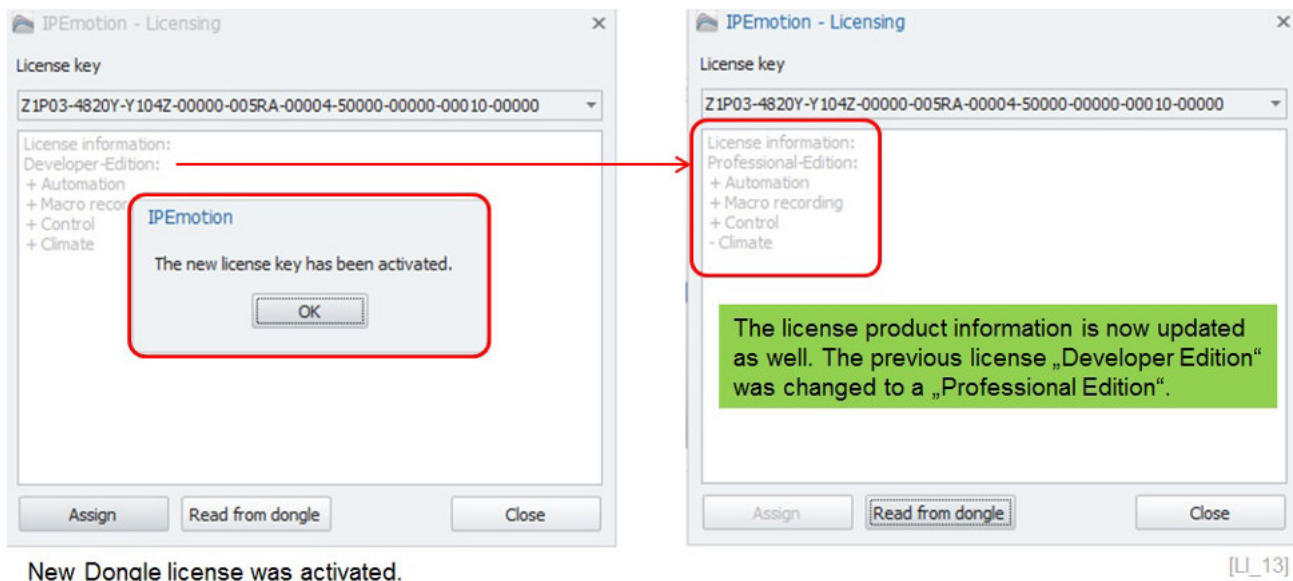 IPEmotion - Licensing
License key
Z1P03-4820Y-Y104Z-00000-005RA-00004-50000-00000-00010-00000
License information:
Developer-Edition:
+ Automation
+ Macro recor
+ Control
+ Climate
IPEmotion
The new license key has been activated.
OK
Assign
Read from dongle
Close
New Dongle license was activated.
IPEmotion - Licensing
License key
Z1P03-4820Y-Y104Z-00000-005RA-00004-50000-00000-00010-00000
License information:
Professional-Edition:
+ Automation
+ Macro recording
+ Control
- Climate
The license product information is now updated
as well. The previous license „Developer Edition“
was changed to a „Professional Edition“.
Assign
Read from dongle
Close
[LI_13]